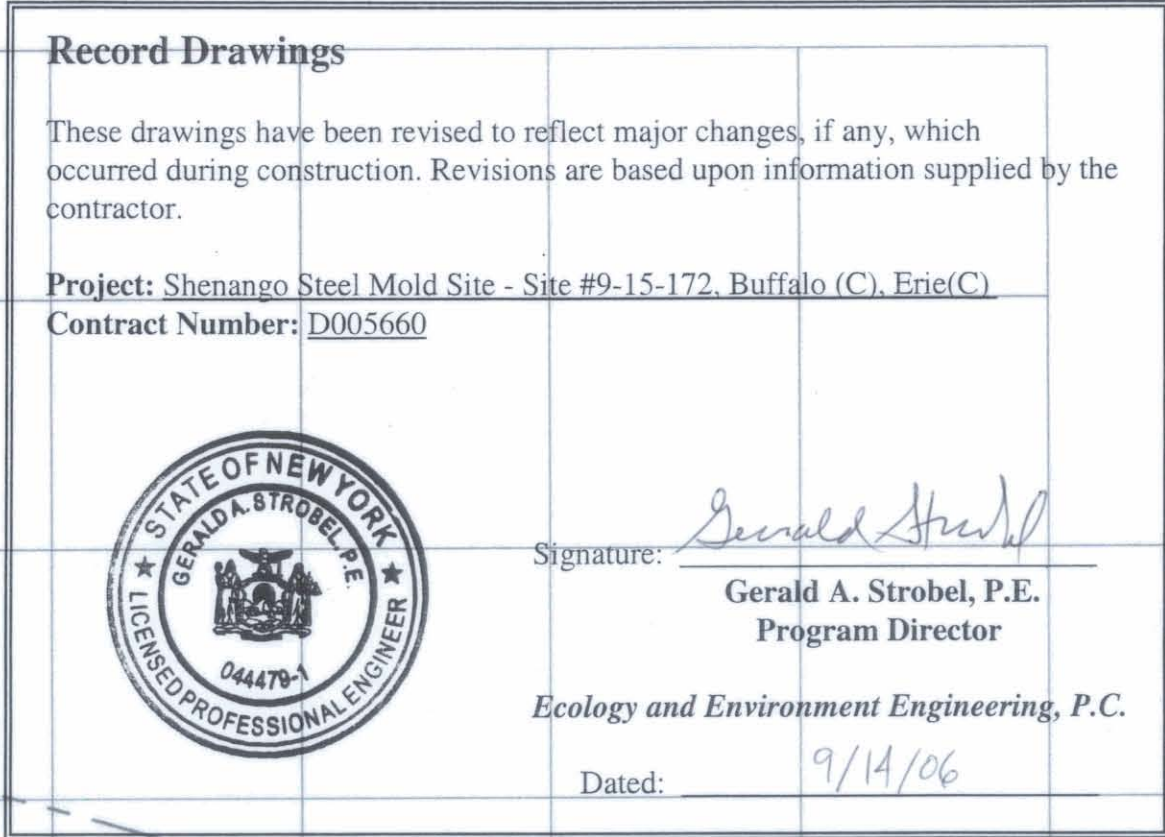 Record Drawings
These drawings have been revised to reflect major changes, if any, which
occurred during construction. Revisions are based upon information supplied by the
contractor.
Project: Shenango Steel Mold Site - Site #9-15-172, Buffalo (C), Erie(C)
Contract Number: D005660
STATE OF NEW YORK
GERALD A. STROBEL, P.E
044479-1
★ LICENSED PROFESSIONAL ENGINEER ★
Signature: Gerald Strobel
Gerald A. Strobel, P.E.
Program Director
Ecology and Environment Engineering, P.C.
Dated: 9/14/06